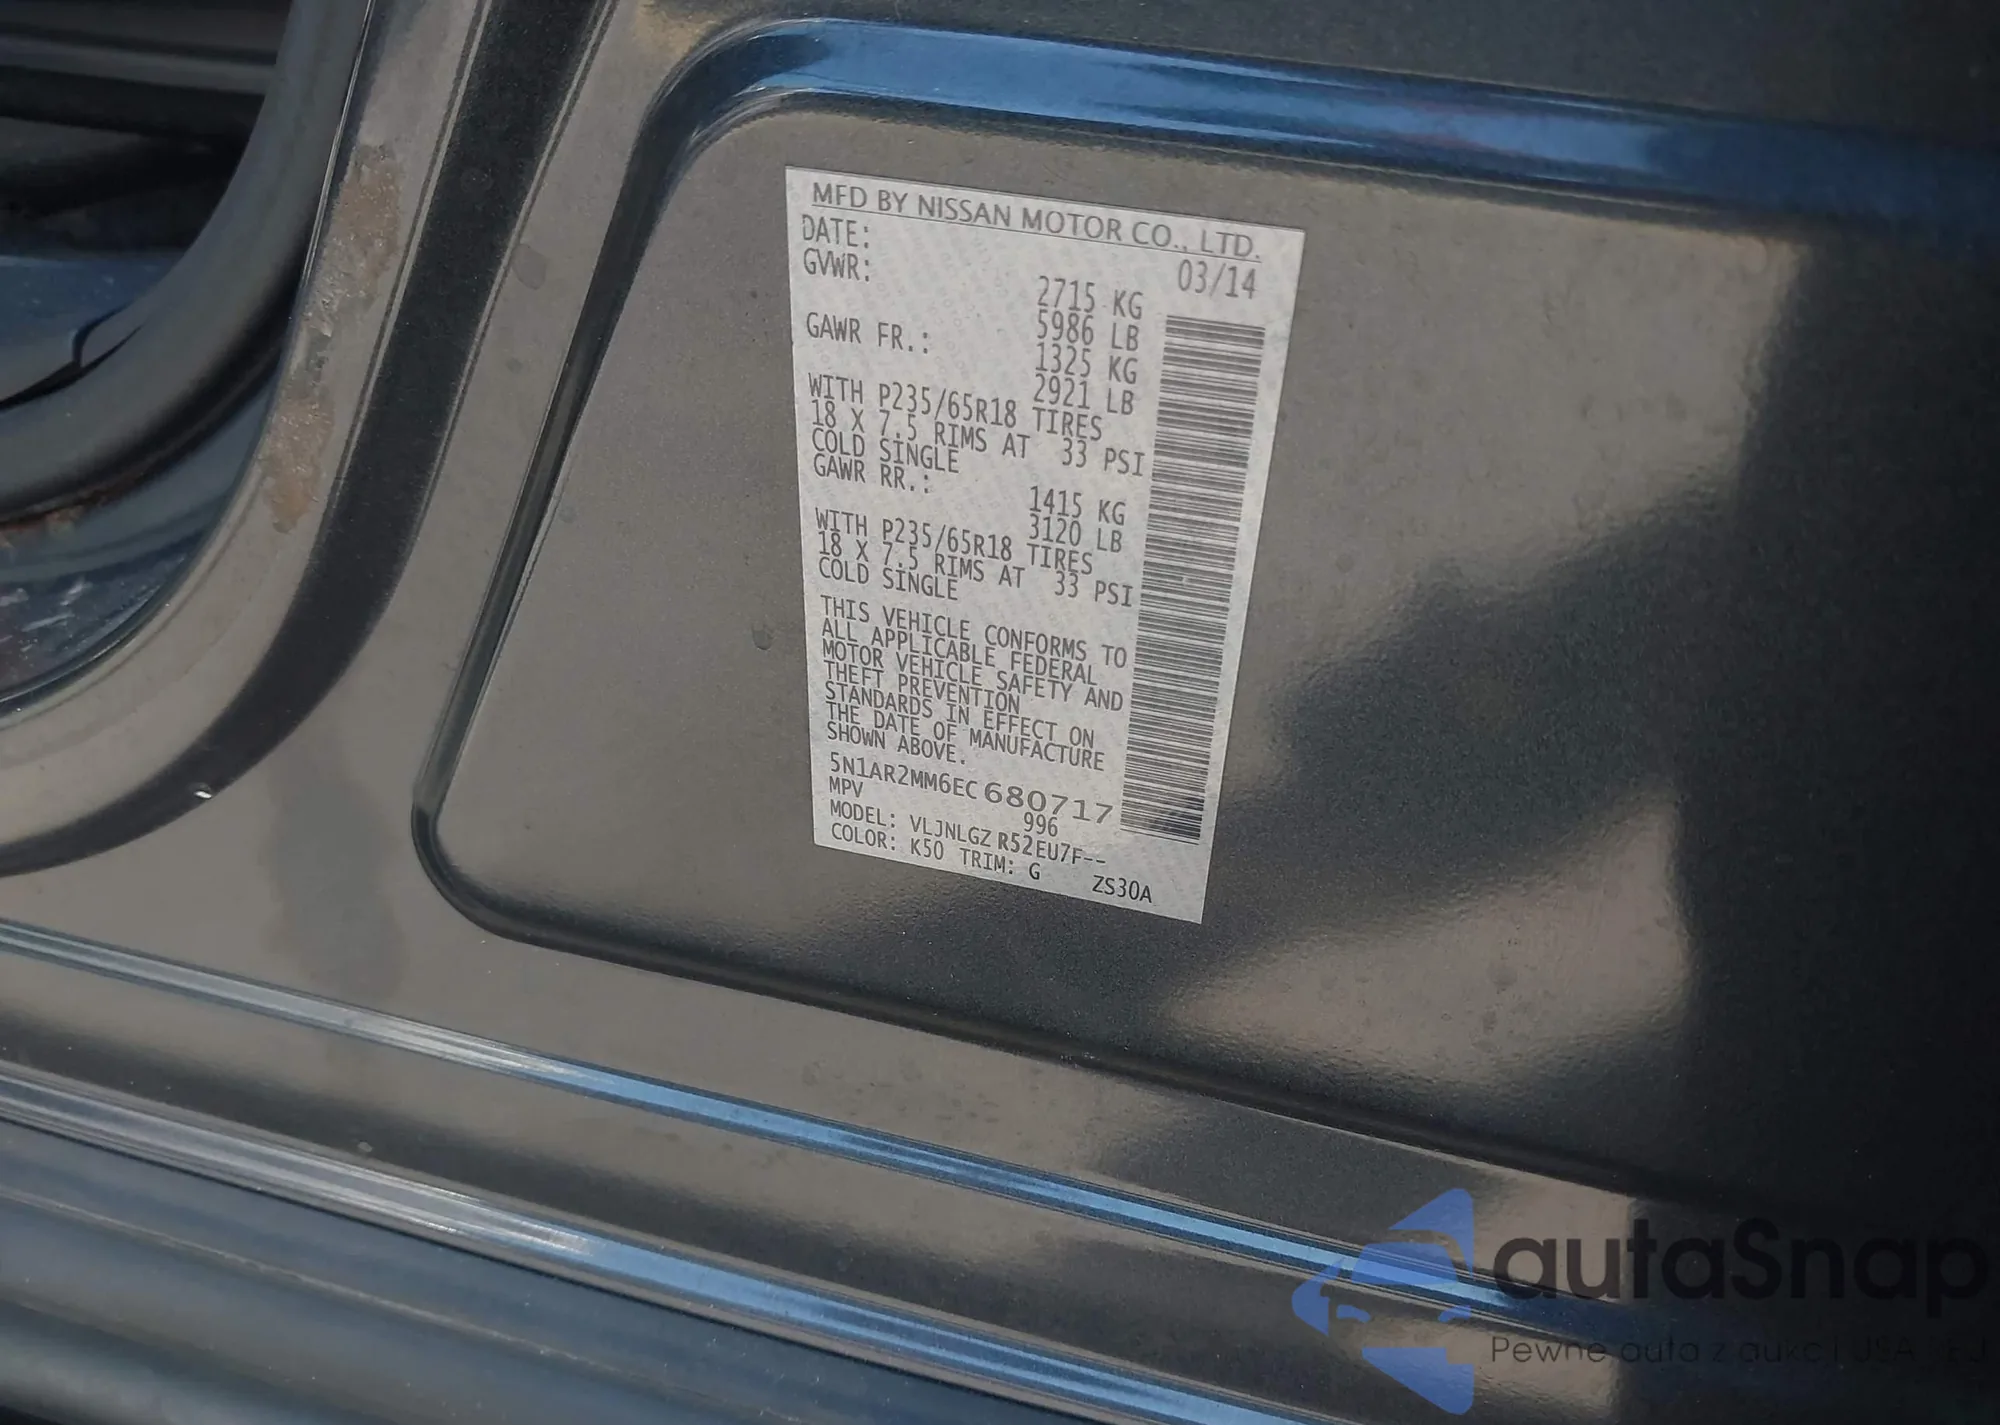 MFD BY NISSAN MOTOR CO., LTD.
DATE: 03/14
GVWR: 2715 KG
5986 LB
GAWR FR.: 1325 KG
2921 LB
WITH P235/65R18 TIRES
18 X 7.5 RIMS AT 33 PSI
COLD SINGLE
GAWR RR.: 1415 KG
3120 LB
WITH P235/65R18 TIRES
18 X 7.5 RIMS AT 33 PSI
COLD SINGLE
THIS VEHICLE CONFORMS TO
ALL APPLICABLE FEDERAL
MOTOR VEHICLE SAFETY AND
THEFT PREVENTION
STANDARDS IN EFFECT ON
THE DATE OF MANUFACTURE
SHOWN ABOVE.
5N1AR2MM6EC680717
MPV 996
MODEL: VLJNLGZ R52EU7F--
COLOR: K50 TRIM: G ZS30A
autaSnap
Pewne auta z aukcji USA